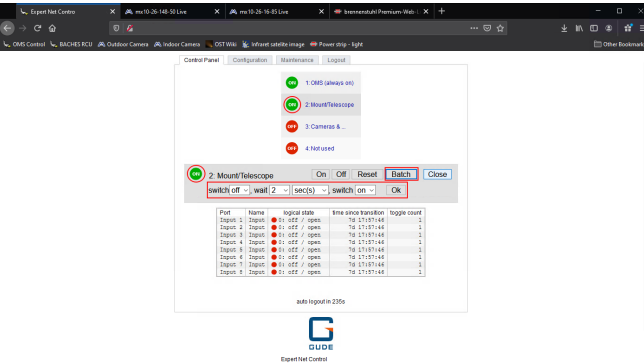 Expert Net Contro
mx10-26-148-50 Live
mx10-26-16-85 Live
brennenstuhl Premium-Web-L
OMS Control
BACHES RCU
Outdoor Camera
Indoor Camera
OST Wiki
Infraret satelite image
Power strip - light
Other Bookmark
Control Panel Configuration Maintenance Logout
ON 1: OMS (always on)
ON 2: Mount/Telescope
OFF 3: Cameras & ...
OFF 4: Not used
ON 2: Mount/Telescope On Off Reset Batch Close
switch off , wait 2 sec(s) , switch on Ok
Port Name logical state time since transition toggle count
Input 1 Input 0: off / open 7d 17:57:46 1
Input 2 Input 0: off / open 7d 17:57:46 1
Input 3 Input 0: off / open 7d 17:57:46 1
Input 4 Input 0: off / open 7d 17:57:46 1
Input 5 Input 0: off / open 7d 17:57:46 1
Input 6 Input 0: off / open 7d 17:57:46 1
Input 7 Input 0: off / open 7d 17:57:46 1
Input 8 Input 0: off / open 7d 17:57:46 1
auto logout in 235s
GUDE
Expert Net Control